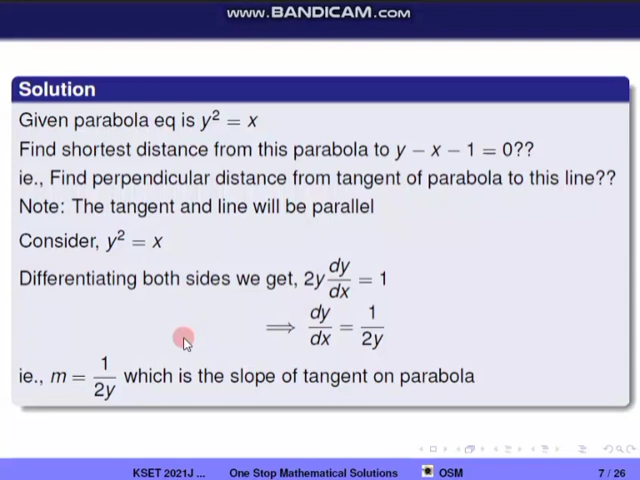 www.BANDICAM.com
Solution
Given parabola eq is y² = x
Find shortest distance from this parabola to y − x − 1 = 0??
ie., Find perpendicular distance from tangent of parabola to this line??
Note: The tangent and line will be parallel
Consider, y² = x
Differentiating both sides we get, 2y dy/dx = 1
⟹ dy/dx = 1/2y
ie., m = 1/2y which is the slope of tangent on parabola
KSET 2021J ... One Stop Mathematical Solutions OSM 7 / 26